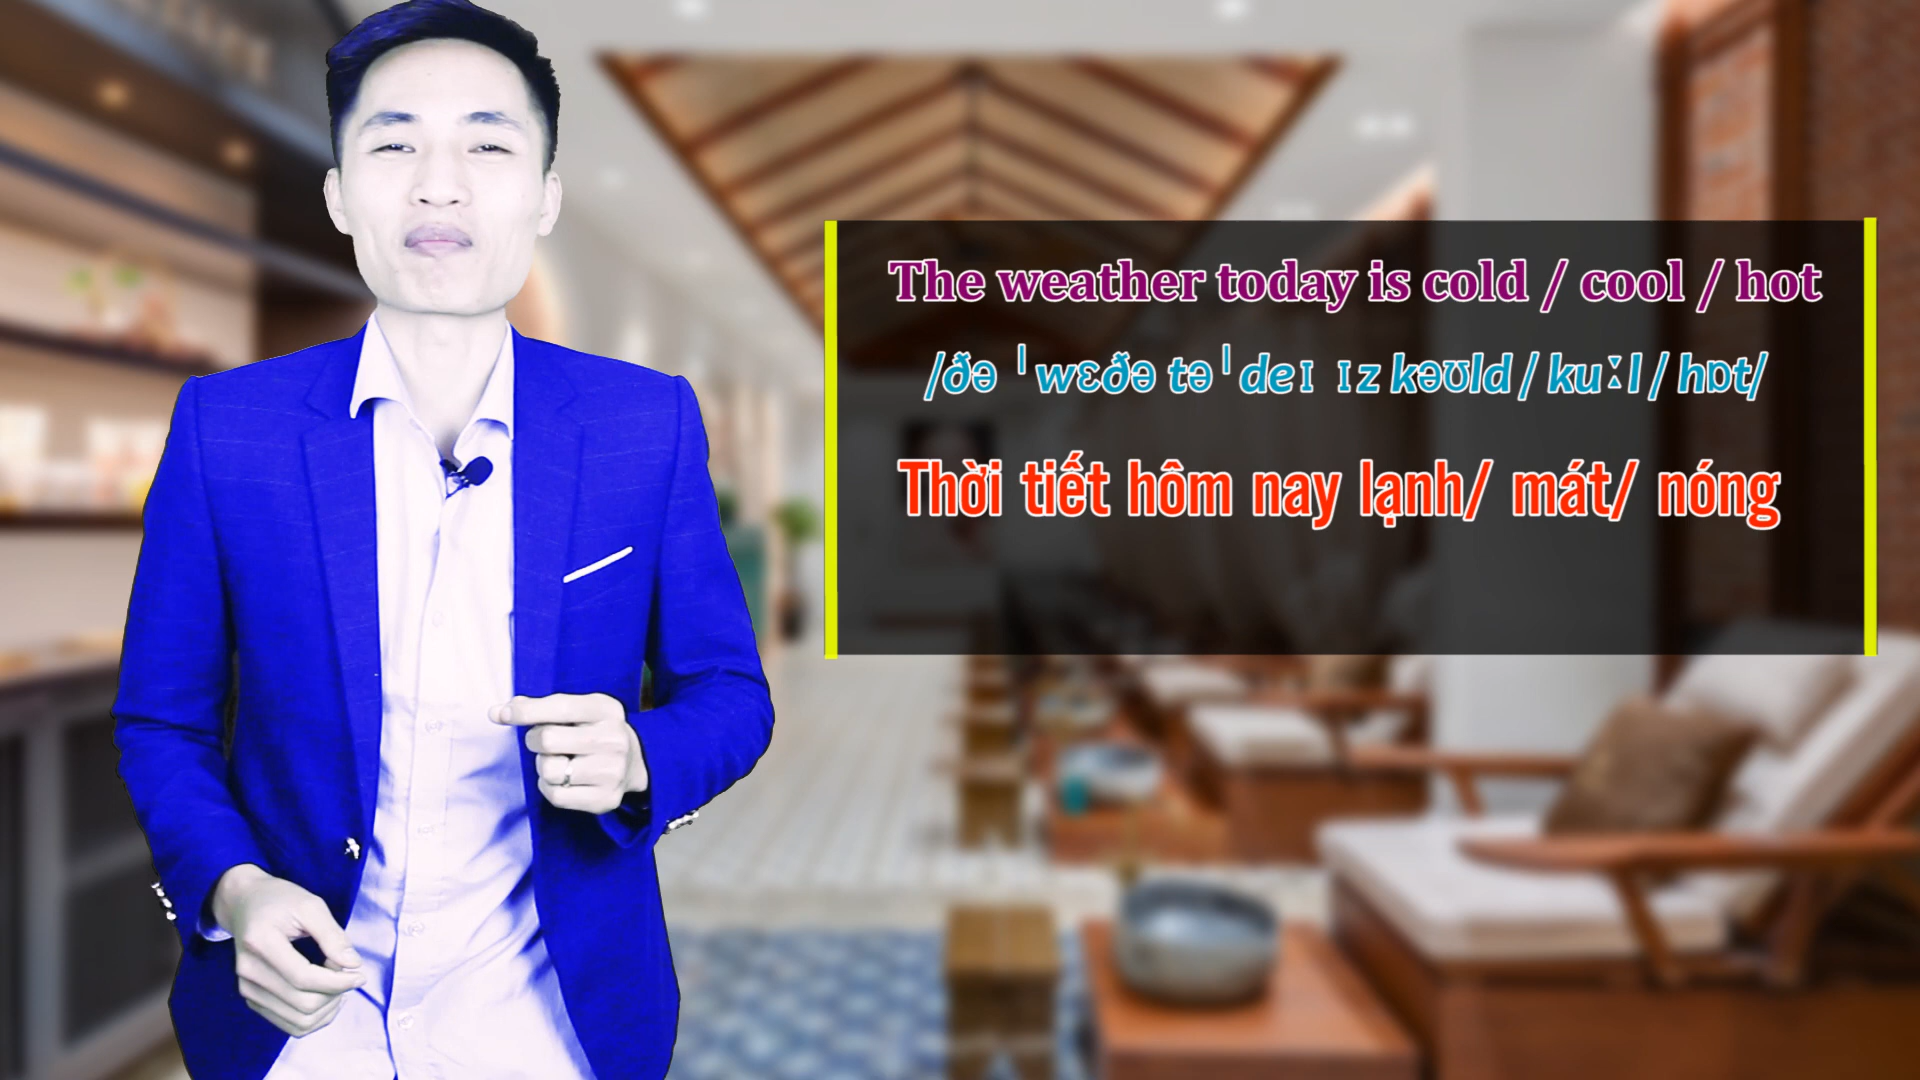 The weather today is cold / cool / hot
/ðə ˈwɛðə təˈdeɪ ɪz kəʊld / kuːl / hɒt/
Thời tiết hôm nay lạnh/ mát/ nóng